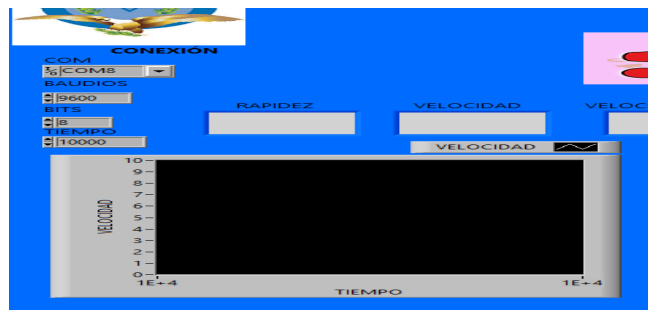 CONEXIÓN
COM
I/O COM8
BAUDIOS
9600
BITS
8
TIEMPO
10000
RAPIDEZ
VELOCIDAD
VELOC
VELOCIDAD
10
9
8
7
6
5
4
3
2
1
0
VELOCIDAD
1E+4
1E+4
TIEMPO